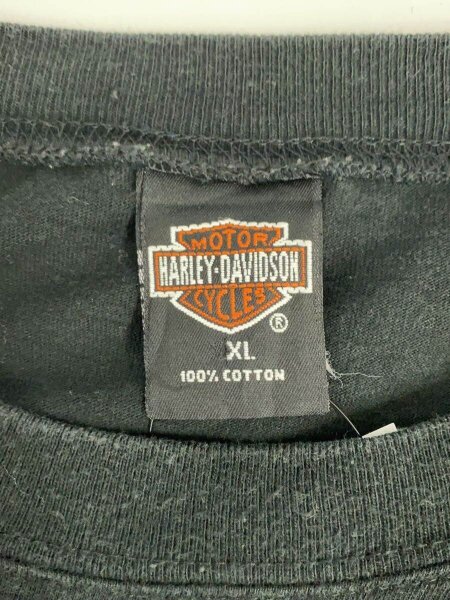 MOTOR
HARLEY-DAVIDSON
CYCLES
®
XL
100% COTTON